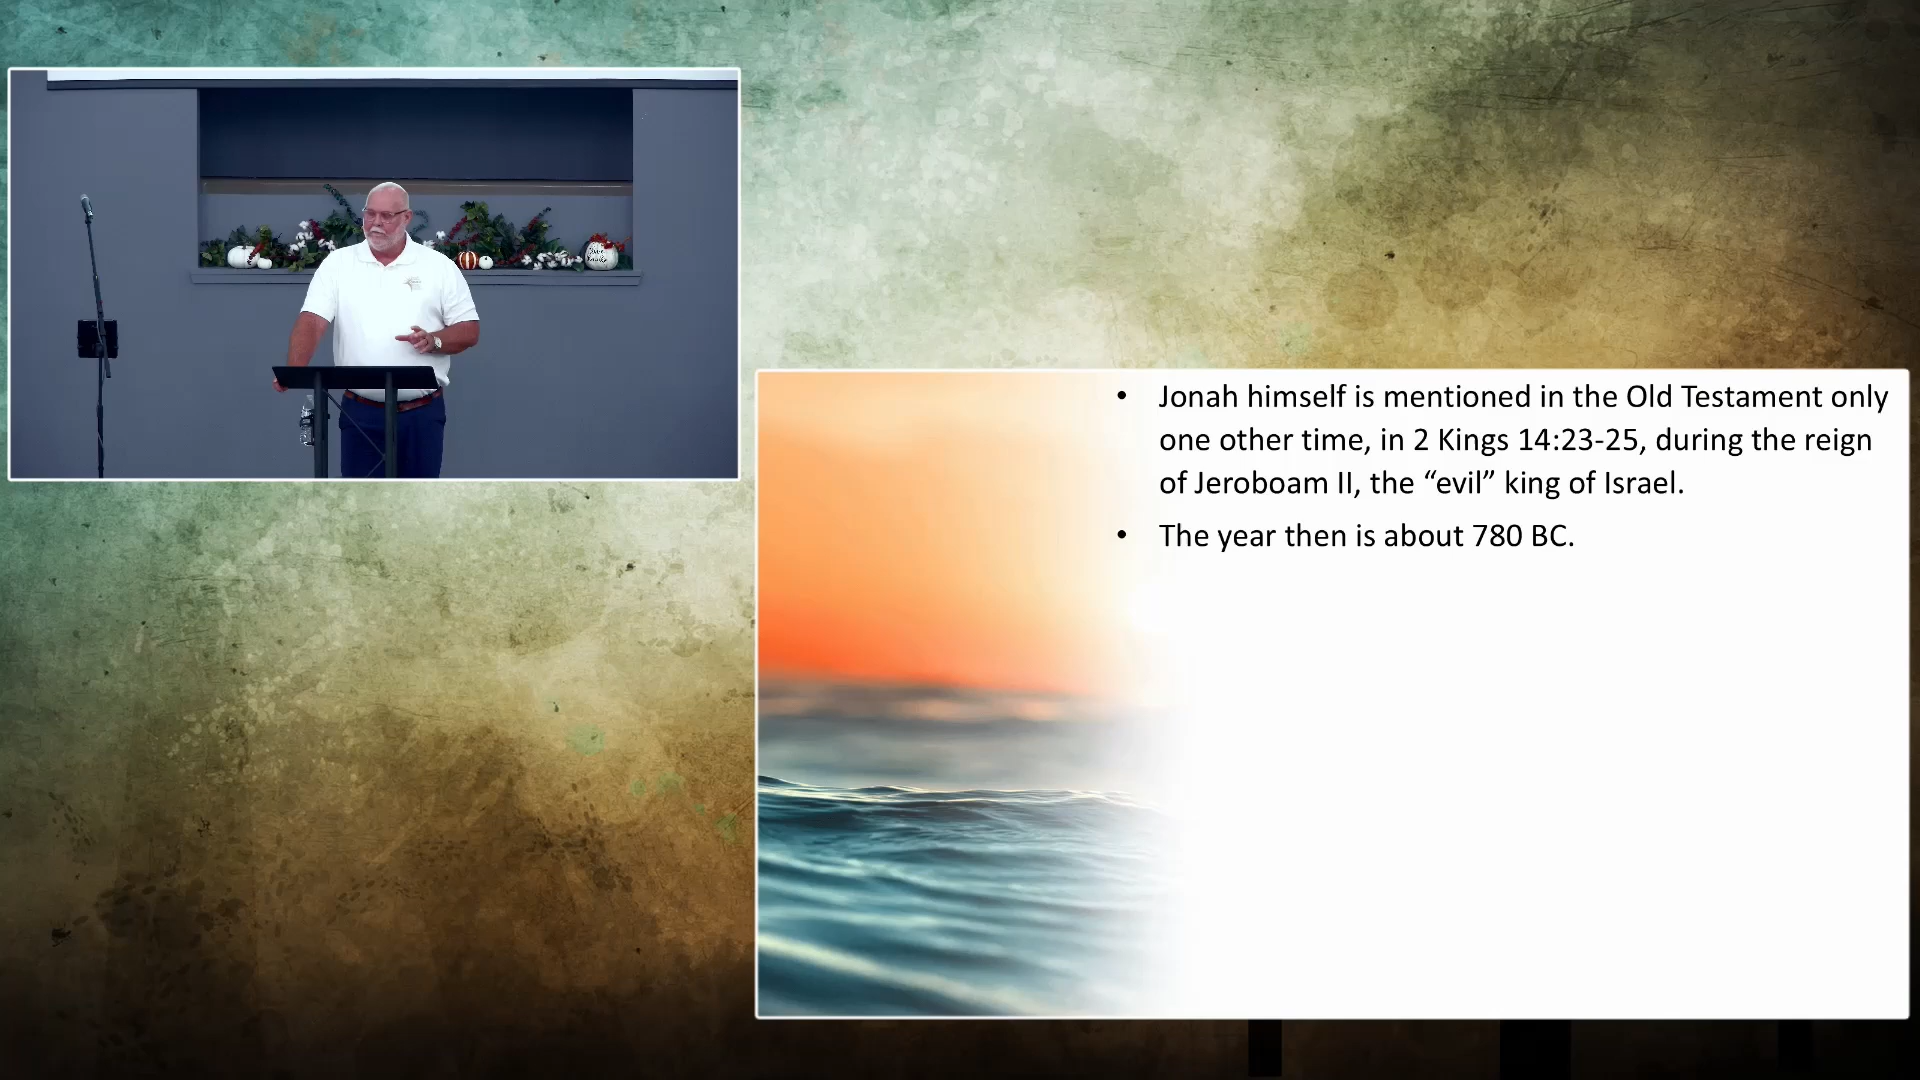 • Jonah himself is mentioned in the Old Testament only
one other time, in 2 Kings 14:23-25, during the reign
of Jeroboam II, the “evil” king of Israel.
• The year then is about 780 BC.